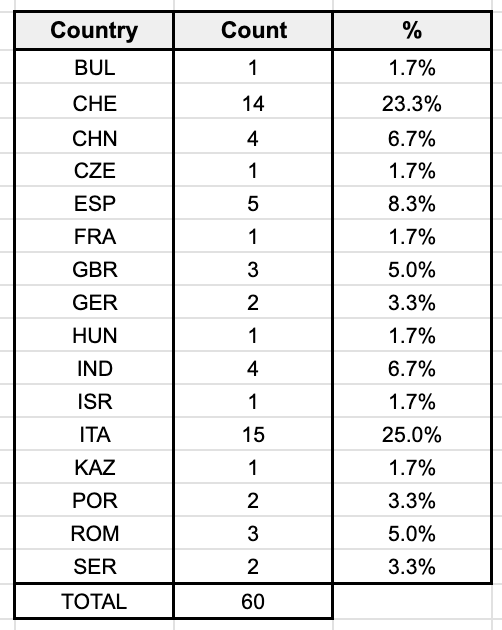 Country Count %
BUL 1 1.7%
CHE 14 23.3%
CHN 4 6.7%
CZE 1 1.7%
ESP 5 8.3%
FRA 1 1.7%
GBR 3 5.0%
GER 2 3.3%
HUN 1 1.7%
IND 4 6.7%
ISR 1 1.7%
ITA 15 25.0%
KAZ 1 1.7%
POR 2 3.3%
ROM 3 5.0%
SER 2 3.3%
TOTAL 60